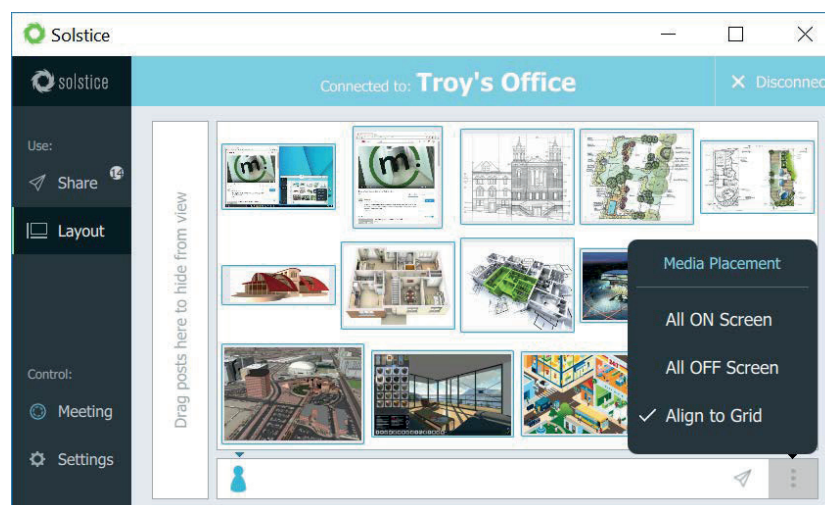 Solstice
solstice
Connected to: Troy's Office
Disconnec
Use:
Share
14
Layout
Control:
Meeting
Settings
Drag posts here to hide from view
m!
m!
Media Placement
All ON Screen
All OFF Screen
Align to Grid